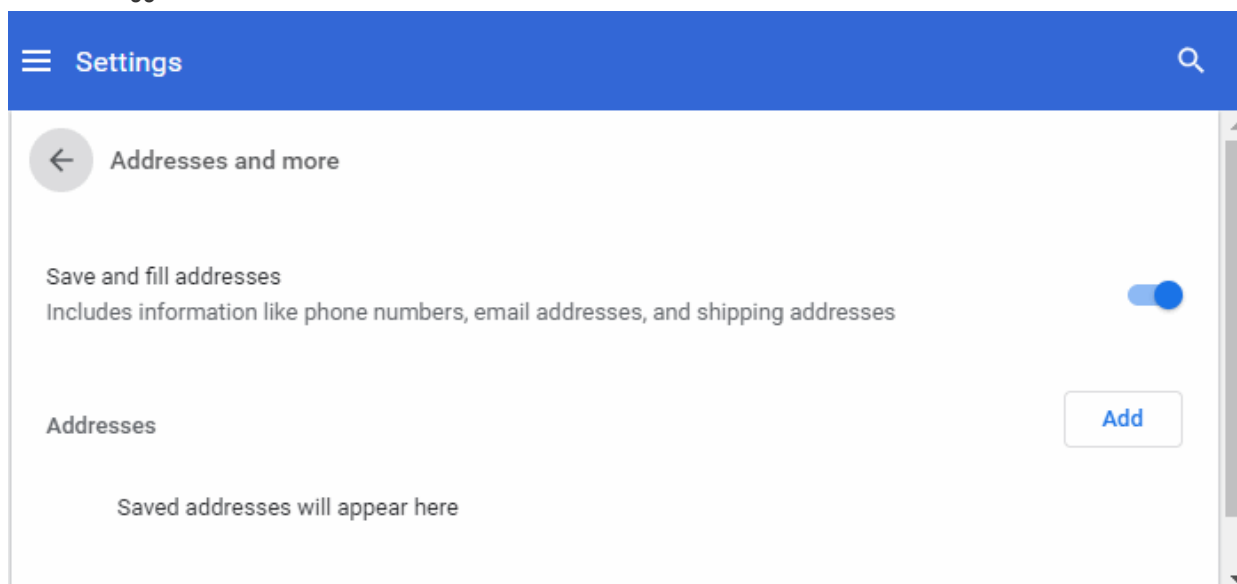 Settings
Addresses and more
Save and fill addresses
Includes information like phone numbers, email addresses, and shipping addresses
Addresses
Add
Saved addresses will appear here